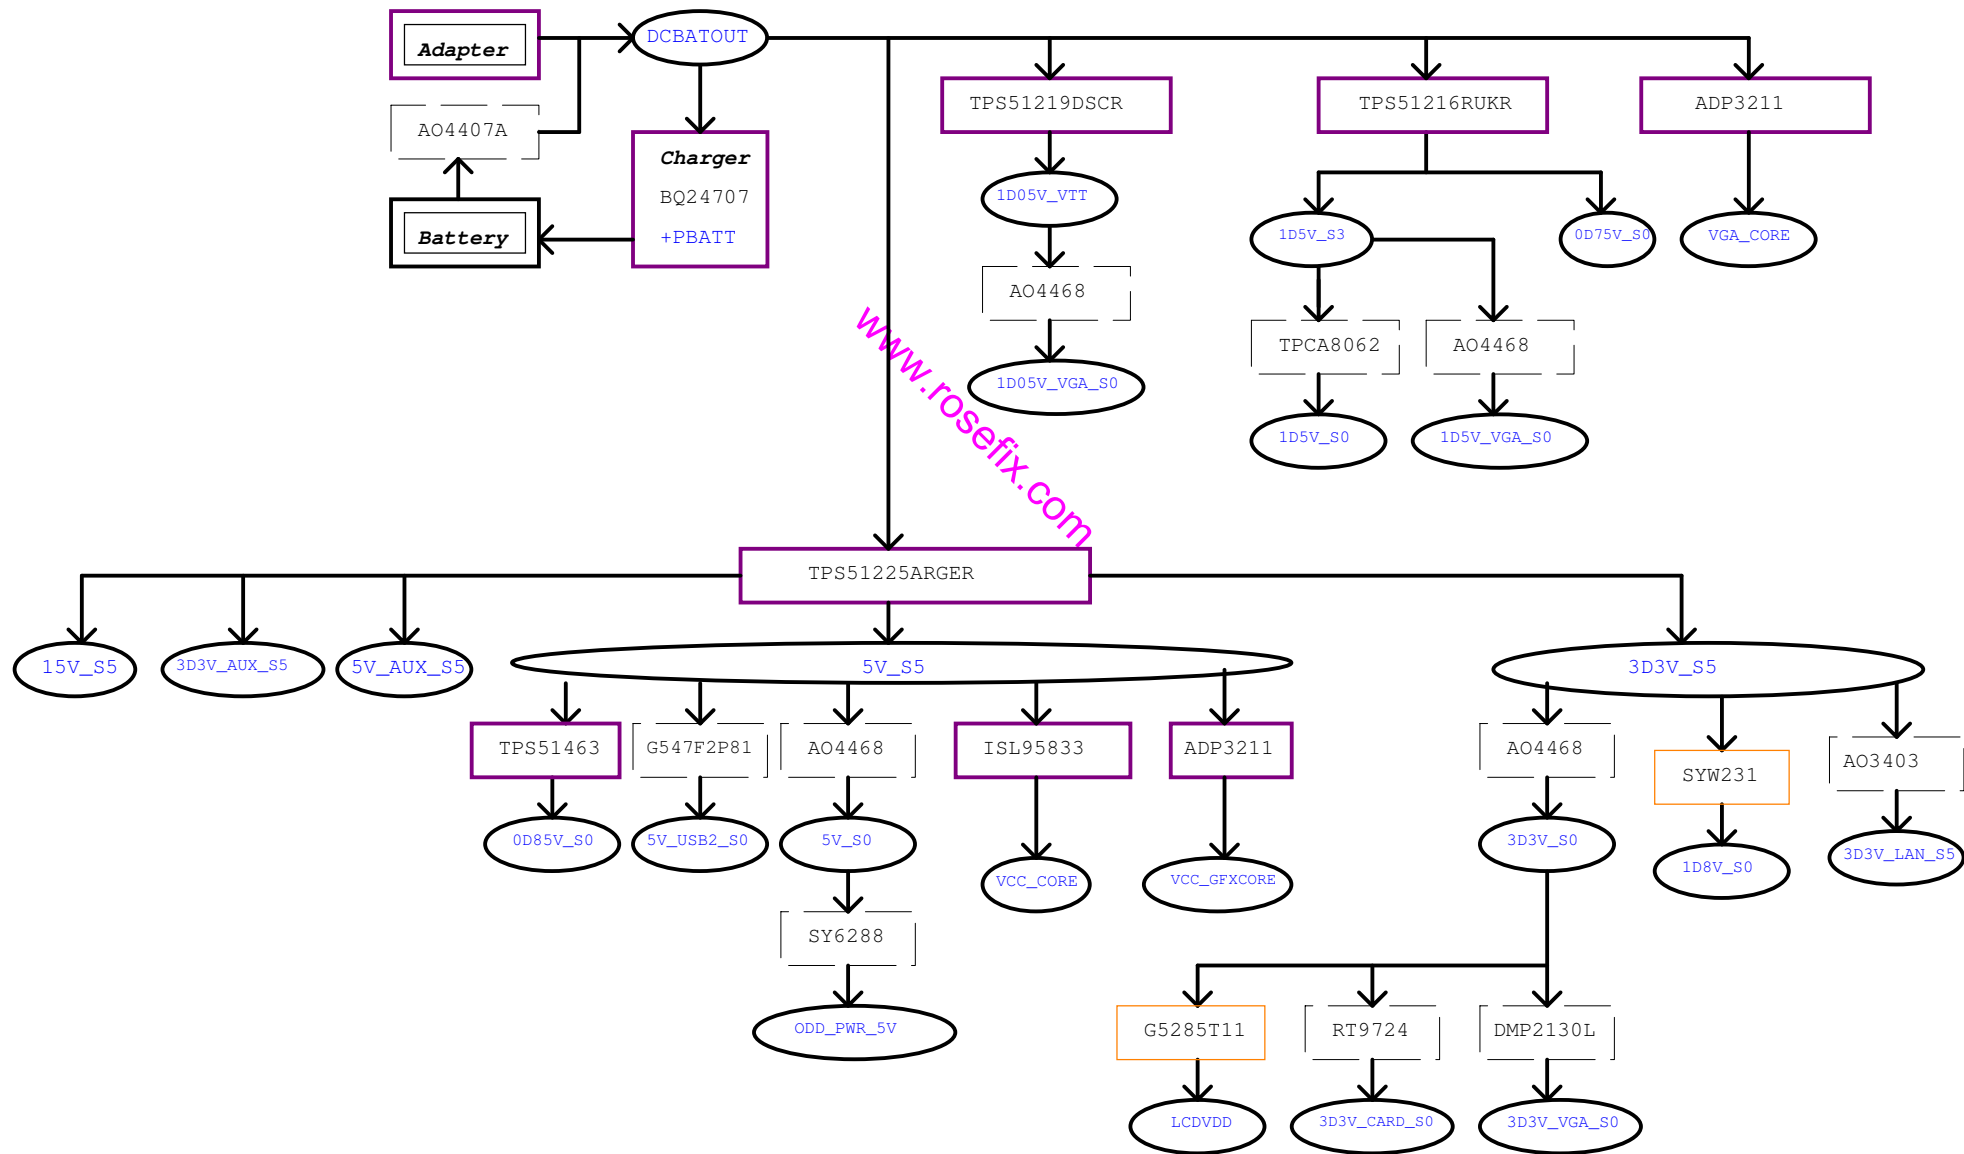 Adapter
DCBATOUT
AO4407A
TPS51219DSCR
TPS51216RUKR
ADP3211
Charger
BQ24707
+PBATT
Battery
1D05V_VTT
1D5V_S3
0D75V_S0
VGA_CORE
AO4468
TPCA8062
AO4468
1D05V_VGA_S0
1D5V_S0
1D5V_VGA_S0
www.rosefix.com
TPS51225ARGER
15V_S5
3D3V_AUX_S5
5V_AUX_S5
5V_S5
3D3V_S5
TPS51463
G547F2P81
AO4468
ISL95833
ADP3211
AO4468
SYW231
AO3403
0D85V_S0
5V_USB2_S0
5V_S0
VCC_CORE
VCC_GFXCORE
3D3V_S0
1D8V_S0
3D3V_LAN_S5
SY6288
ODD_PWR_5V
G5285T11
RT9724
DMP2130L
LCDVDD
3D3V_CARD_S0
3D3V_VGA_S0